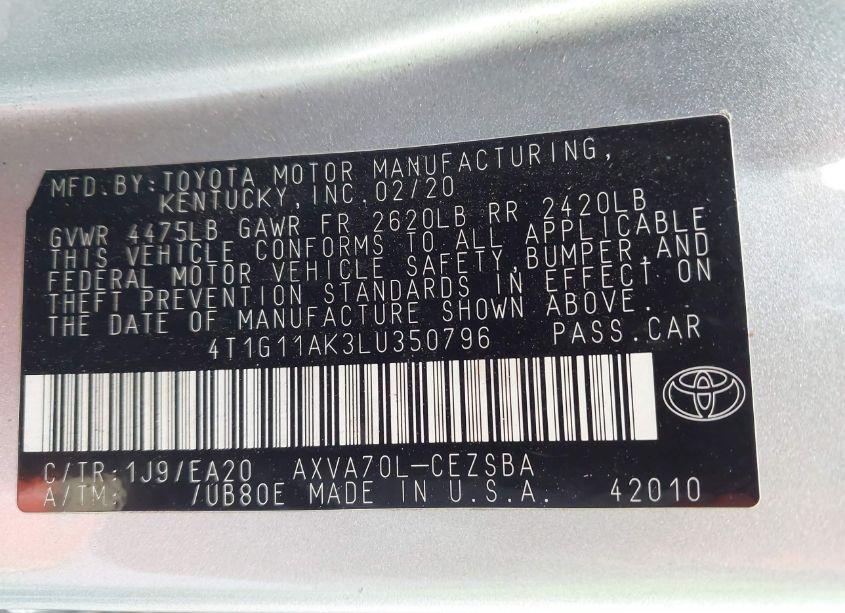 MFD.BY:TOYOTA MOTOR MANUFACTURING,
KENTUCKY,INC.02/20
GVWR 4475LB GAWR FR 2620LB RR 2420LB
THIS VEHICLE CONFORMS TO ALL APPLICABLE
FEDERAL MOTOR VEHICLE SAFETY,BUMPER,AND
THEFT PREVENTION STANDARDS IN EFFECT ON
THE DATE OF MANUFACTURE SHOWN ABOVE.
4T1G11AK3LU350796 PASS.CAR
C/TR:1J9/EA20 AXVA70L-CEZSBA
A/TM: /UB80E MADE IN U.S.A. 42010